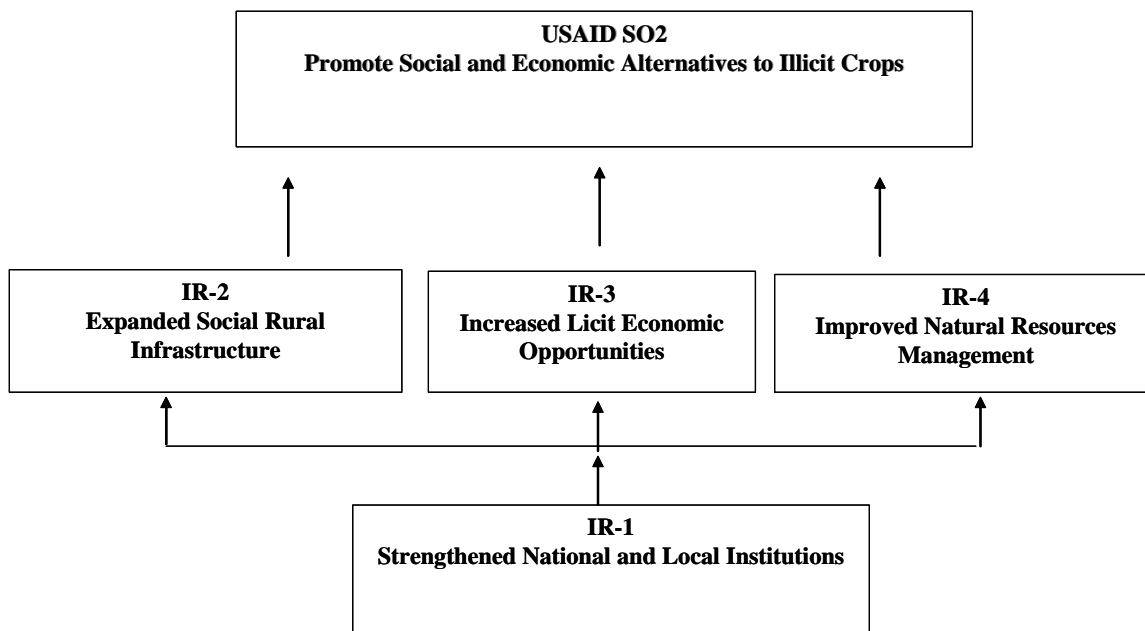 USAID SO2
Promote Social and Economic Alternatives to Illicit Crops
IR-2
Expanded Social Rural
Infrastructure
IR-3
Increased Licit Economic
Opportunities
IR-4
Improved Natural Resources
Management
IR-1
Strengthened National and Local Institutions